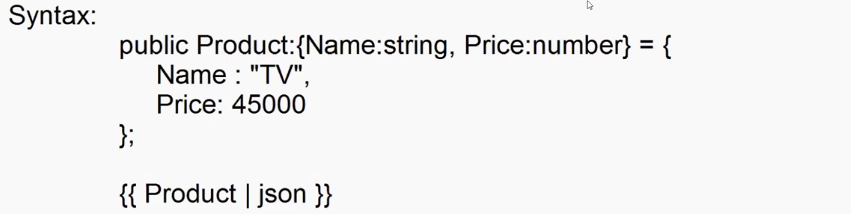 Syntax:
public Product:{Name:string, Price:number} = {
Name : "TV",
Price: 45000
};
{{ Product | json }}